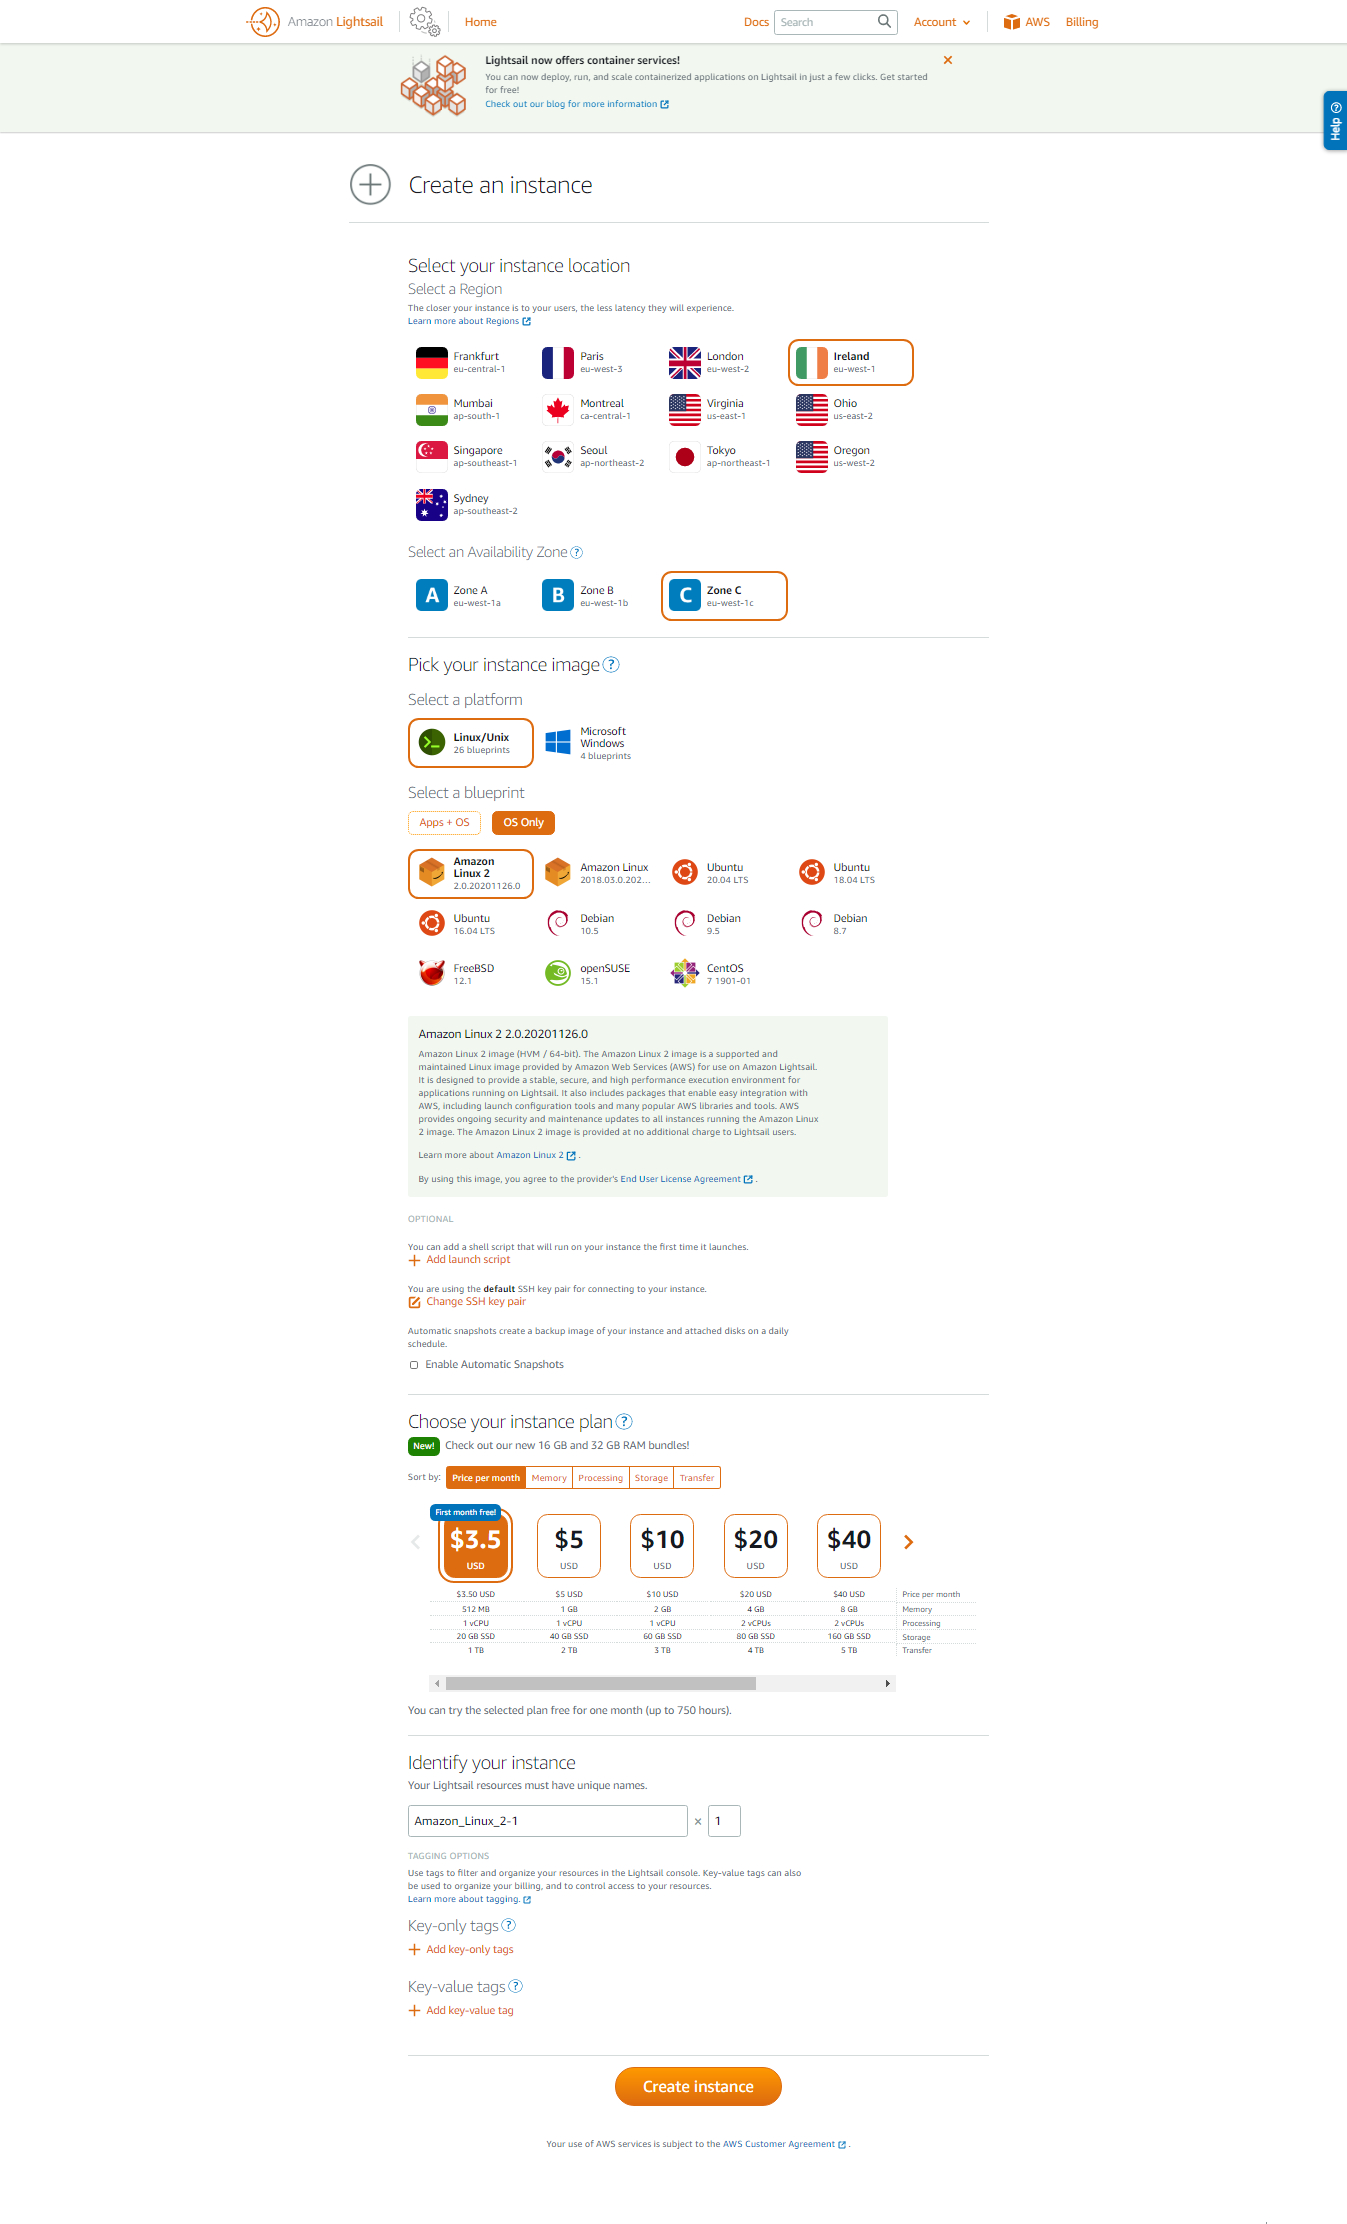 Amazon Lightsail
Home
Docs
Search
Account
AWS
Billing
Lightsail now offers container services!
You can now deploy, run, and scale containerized applications on Lightsail in just a few clicks. Get started
for free!
Check out our blog for more information
Help ?
Create an instance
Select your instance location
Select a Region
The closer your instance is to your users, the less latency they will experience.
Learn more about Regions
Frankfurt
eu-central-1
Paris
eu-west-3
London
eu-west-2
Ireland
eu-west-1
Mumbai
ap-south-1
Montreal
ca-central-1
Virginia
us-east-1
Ohio
us-east-2
Singapore
ap-southeast-1
Seoul
ap-northeast-2
Tokyo
ap-northeast-1
Oregon
us-west-2
Sydney
ap-southeast-2
Select an Availability Zone ?
A
Zone A
eu-west-1a
B
Zone B
eu-west-1b
C
Zone C
eu-west-1c
Pick your instance image ?
Select a platform
Linux/Unix
26 blueprints
Microsoft
Windows
4 blueprints
Select a blueprint
Apps + OS
OS Only
Amazon
Linux 2
2.0.20201126.0
Amazon Linux
2018.03.0.202...
Ubuntu
20.04 LTS
Ubuntu
18.04 LTS
Ubuntu
16.04 LTS
Debian
10.5
Debian
9.5
Debian
8.7
FreeBSD
12.1
openSUSE
15.1
CentOS
7 1901-01
Amazon Linux 2 2.0.20201126.0
Amazon Linux 2 image (HVM / 64-bit). The Amazon Linux 2 image is a supported and
maintained Linux image provided by Amazon Web Services (AWS) for use on Amazon Lightsail.
It is designed to provide a stable, secure, and high performance execution environment for
applications running on Lightsail. It also includes packages that enable easy integration with
AWS, including launch configuration tools and many popular AWS libraries and tools. AWS
provides ongoing security and maintenance updates to all instances running the Amazon Linux
2 image. The Amazon Linux 2 image is provided at no additional charge to Lightsail users.
Learn more about Amazon Linux 2 .
By using this image, you agree to the provider's End User License Agreement .
OPTIONAL
You can add a shell script that will run on your instance the first time it launches.
Add launch script
You are using the default SSH key pair for connecting to your instance.
Change SSH key pair
Automatic snapshots create a backup image of your instance and attached disks on a daily
schedule.
Enable Automatic Snapshots
Choose your instance plan ?
New! Check out our new 16 GB and 32 GB RAM bundles!
Sort by: Price per month Memory Processing Storage Transfer
First month free!
$3.5 $5 $10 $20 $40
USD USD USD USD USD
$3.50 USD $5 USD $10 USD $20 USD $40 USD Price per month
512 MB 1 GB 2 GB 4 GB 8 GB Memory
1 vCPU 1 vCPU 1 vCPU 2 vCPUs 2 vCPUs Processing
20 GB SSD 40 GB SSD 60 GB SSD 80 GB SSD 160 GB SSD Storage
1 TB 2 TB 3 TB 4 TB 5 TB Transfer
You can try the selected plan free for one month (up to 750 hours).
Identify your instance
Your Lightsail resources must have unique names.
Amazon_Linux_2-1 × 1
TAGGING OPTIONS
Use tags to filter and organize your resources in the Lightsail console. Key-value tags can also
be used to organize your billing, and to control access to your resources.
Learn more about tagging.
Key-only tags ?
Add key-only tags
Key-value tags ?
Add key-value tag
Create instance
Your use of AWS services is subject to the AWS Customer Agreement .